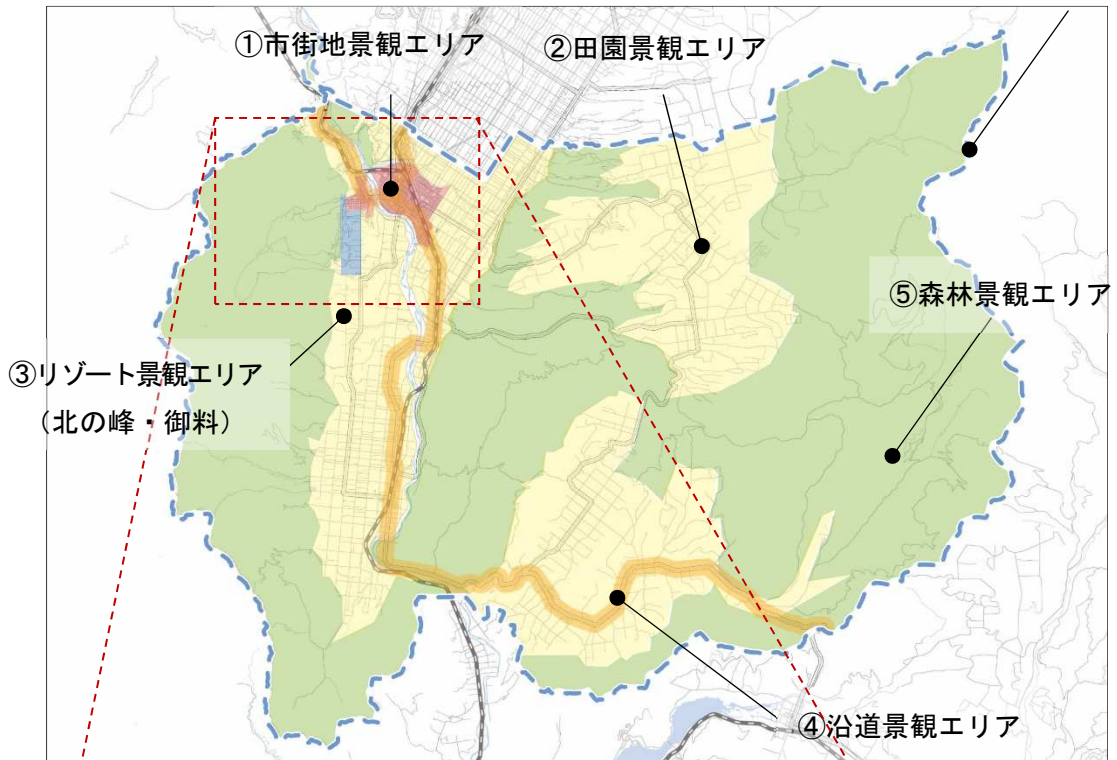 ①市街地景観エリア
②田園景観エリア
⑤森林景観エリア
③リゾート景観エリア
（北の峰・御料）
④沿道景観エリア